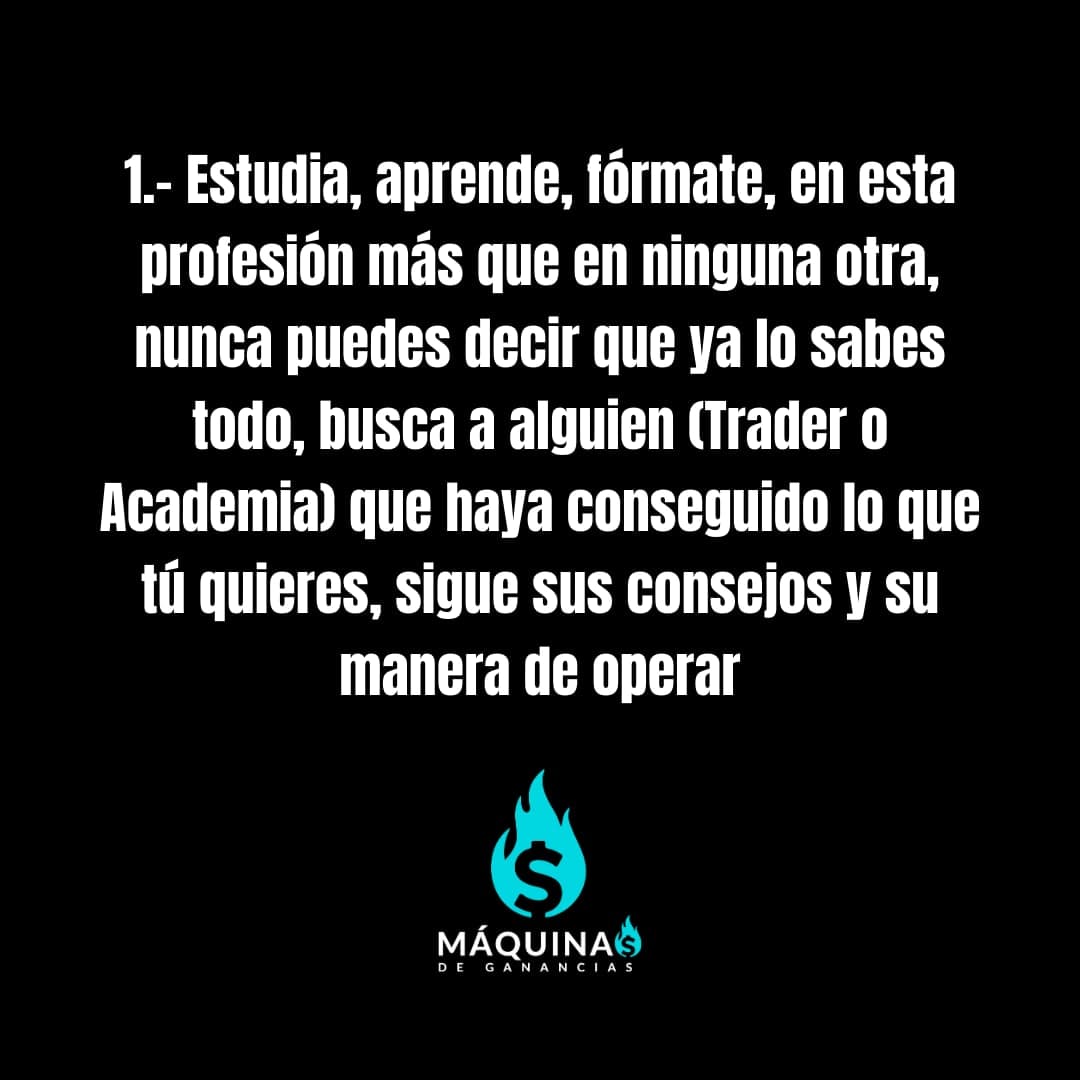 1.- Estudia, aprende, fórmate, en esta
profesión más que en ninguna otra,
nunca puedes decir que ya lo sabes
todo, busca a alguien (Trader o
Academia) que haya conseguido lo que
tú quieres, sigue sus consejos y su
manera de operar
$
MÁQUINA$
DE GANANCIAS